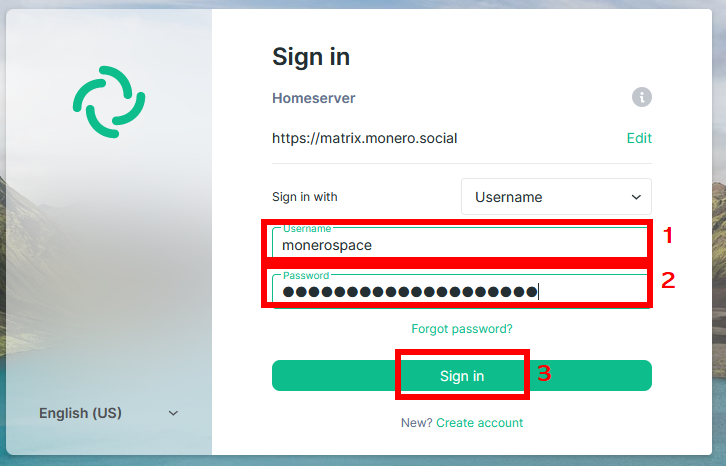 Sign in
Homeserver
https://matrix.monero.social Edit
Sign in with Username
Username
monerospace 1
Password 2
●●●●●●●●●●●●●●●●●●●●
Forgot password?
Sign in 3
English (US)
New? Create account